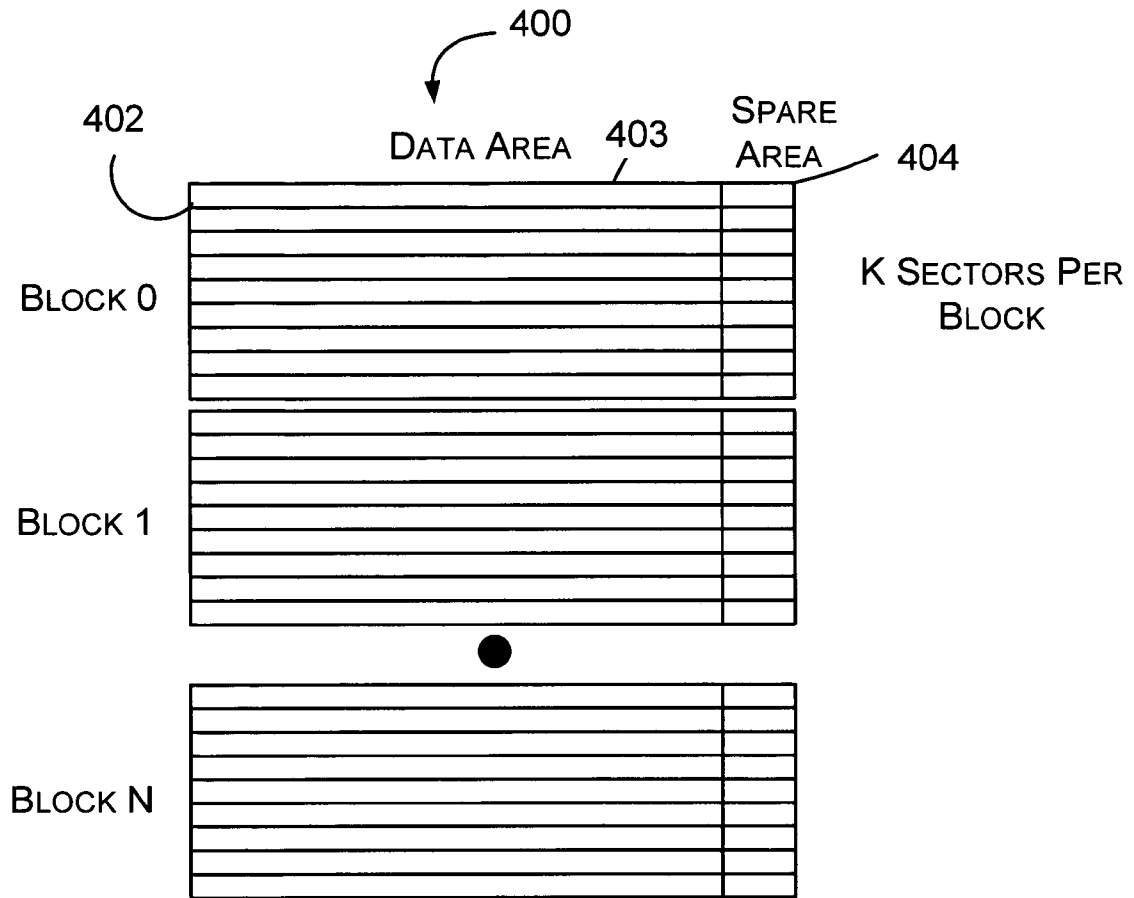 400
402
DATA AREA
403
SPARE
AREA
404
BLOCK 0
K SECTORS PER
BLOCK
BLOCK 1
BLOCK N